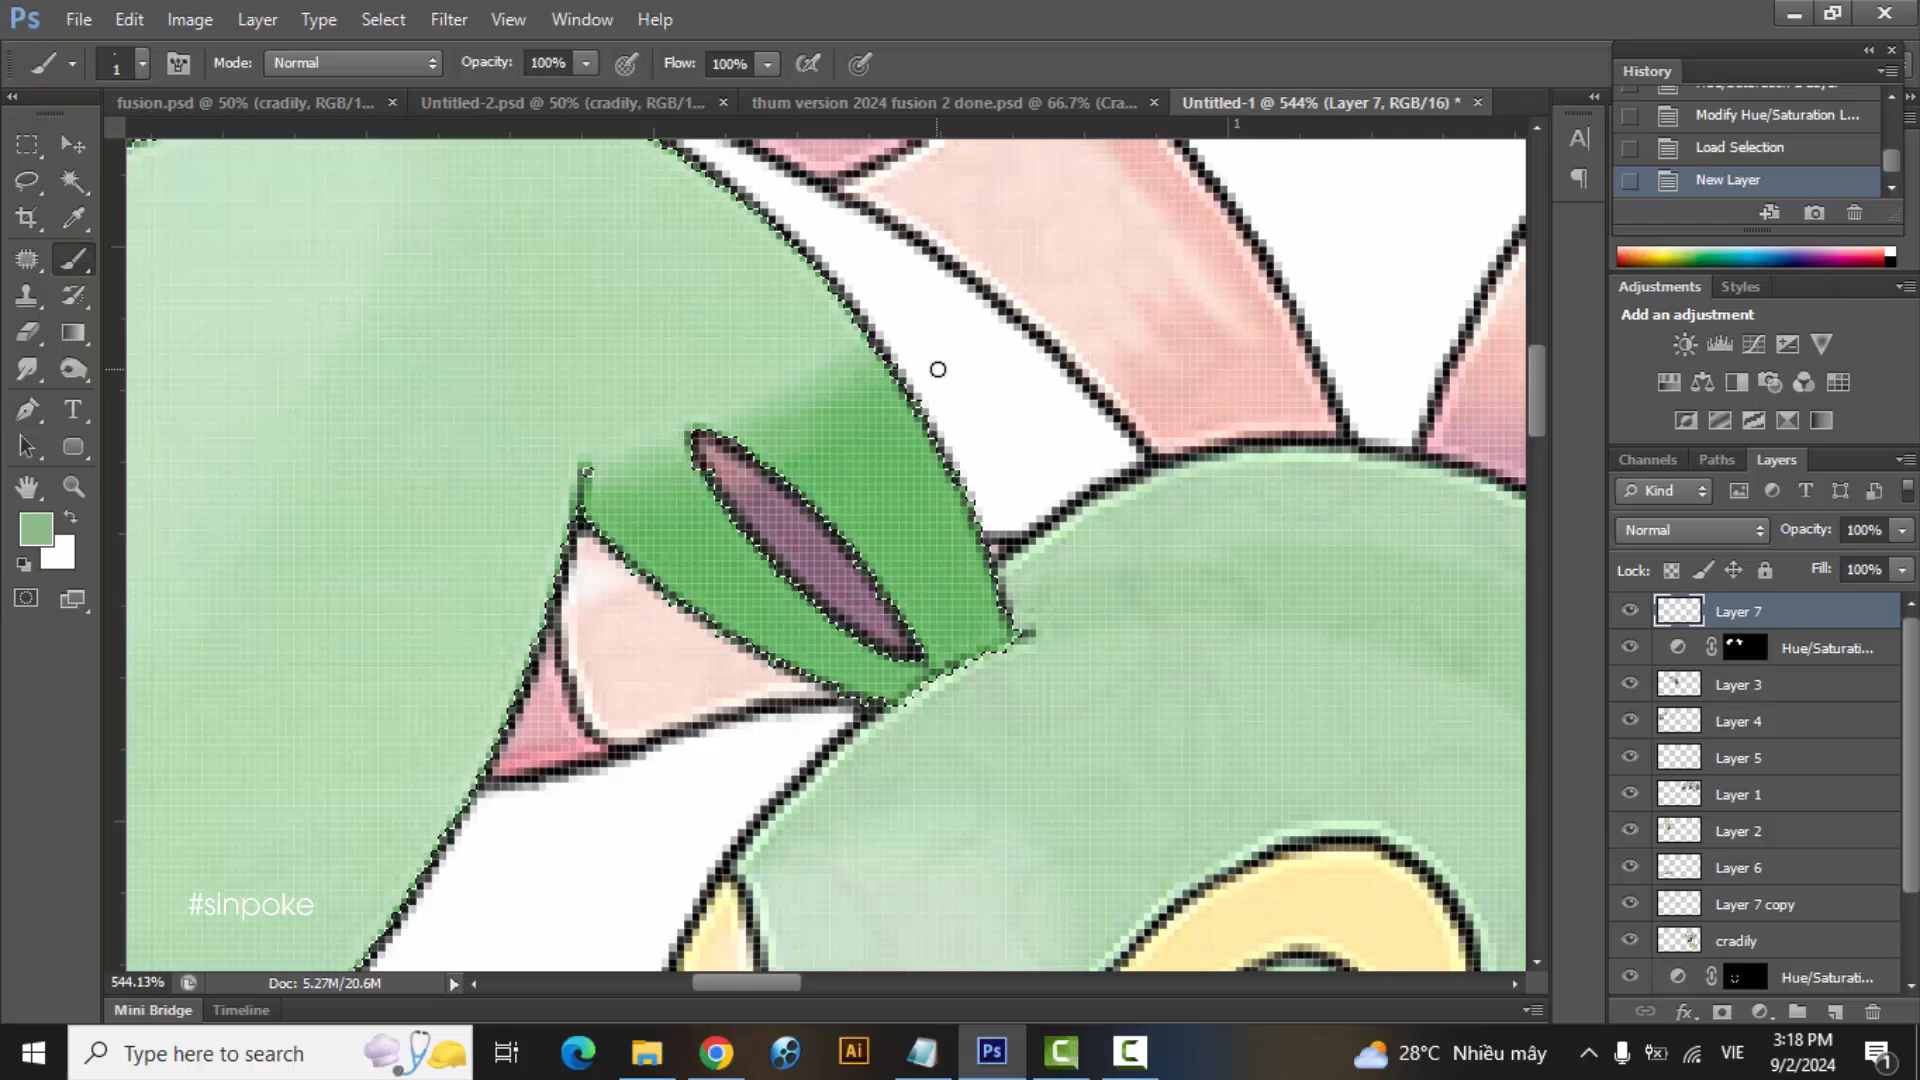 Ps File Edit Image Layer Type Select Filter View Window Help
1 Mode: Normal Opacity: 100% Flow: 100%
fusion.psd @ 50% (cradily, RGB/1... Untitled-2.psd @ 50% (cradily, RGB/1... thum version 2024 fusion 2 done.psd @ 66.7% (Cra... Untitled-1 @ 544% (Layer 7, RGB/16) *
1
History
Modify Hue/Saturation L...
Load Selection
New Layer
Adjustments Styles
Add an adjustment
Channels Paths Layers
Kind
Normal Opacity: 100%
Lock: Fill: 100%
Layer 7
Hue/Saturati...
Layer 3
Layer 4
Layer 5
Layer 1
Layer 2
Layer 6
Layer 7 copy
cradily
Hue/Saturati...
#sinpoke
544.13% Doc: 5.27M/20.6M
Mini Bridge Timeline
Type here to search
Ai Ps
28°C Nhiều mây
VIE
3:18 PM
9/2/2024
1